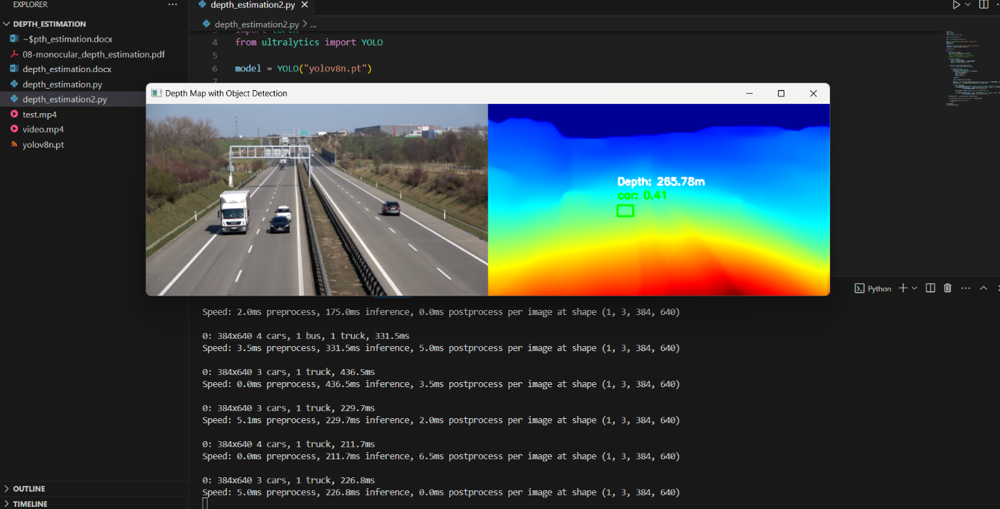 EXPLORER
···
depth_estimation2.py
DEPTH_ESTIMATION
~$pth_estimation.docx
08-monocular_depth_estimation.pdf
depth_estimation.docx
depth_estimation.py
depth_estimation2.py
test.mp4
video.mp4
yolov8n.pt
depth_estimation2.py > ...
import torch
4 from ultralytics import YOLO
5
6 model = YOLO("yolov8n.pt")
7
Depth Map with Object Detection
Depth: 265.78m
car: 0.41
Python
Speed: 2.0ms preprocess, 175.0ms inference, 0.0ms postprocess per image at shape (1, 3, 384, 640)
0: 384x640 4 cars, 1 bus, 1 truck, 331.5ms
Speed: 3.5ms preprocess, 331.5ms inference, 5.0ms postprocess per image at shape (1, 3, 384, 640)
0: 384x640 3 cars, 1 truck, 436.5ms
Speed: 0.0ms preprocess, 436.5ms inference, 3.5ms postprocess per image at shape (1, 3, 384, 640)
0: 384x640 3 cars, 1 truck, 229.7ms
Speed: 5.1ms preprocess, 229.7ms inference, 2.0ms postprocess per image at shape (1, 3, 384, 640)
0: 384x640 4 cars, 1 truck, 211.7ms
Speed: 0.0ms preprocess, 211.7ms inference, 6.5ms postprocess per image at shape (1, 3, 384, 640)
0: 384x640 3 cars, 1 truck, 226.8ms
Speed: 5.0ms preprocess, 226.8ms inference, 0.0ms postprocess per image at shape (1, 3, 384, 640)
OUTLINE
TIMELINE